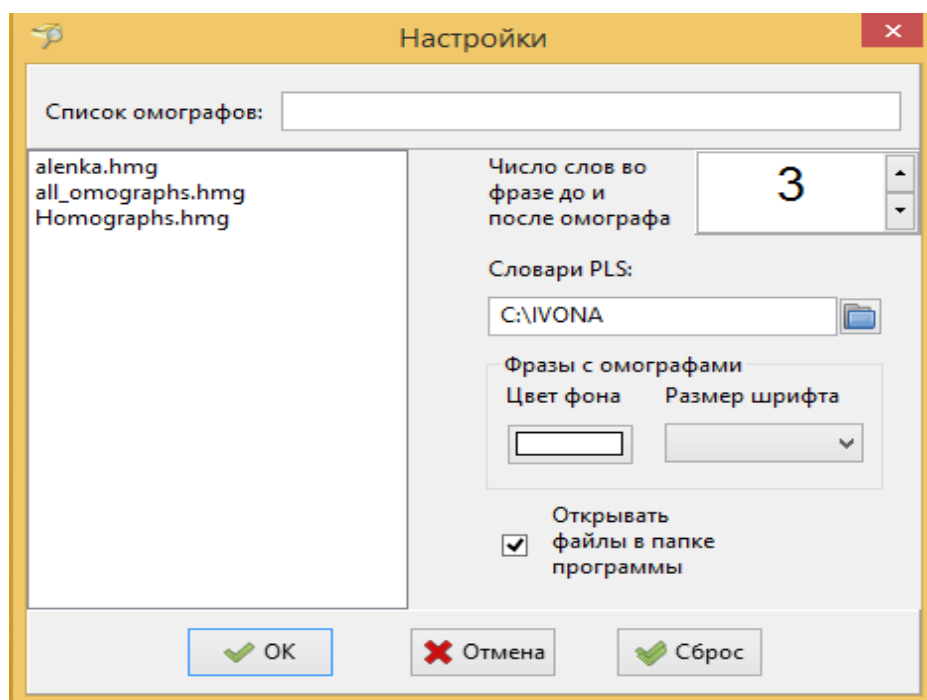 Настройки
Список омографов:
alenka.hmg
all_omographs.hmg
Homographs.hmg
Число слов во
фразе до и
после омографа
3
Словари PLS:
C:\IVONA
Фразы с омографами
Цвет фона Размер шрифта
Открывать
файлы в папке
программы
OK Отмена Сброс